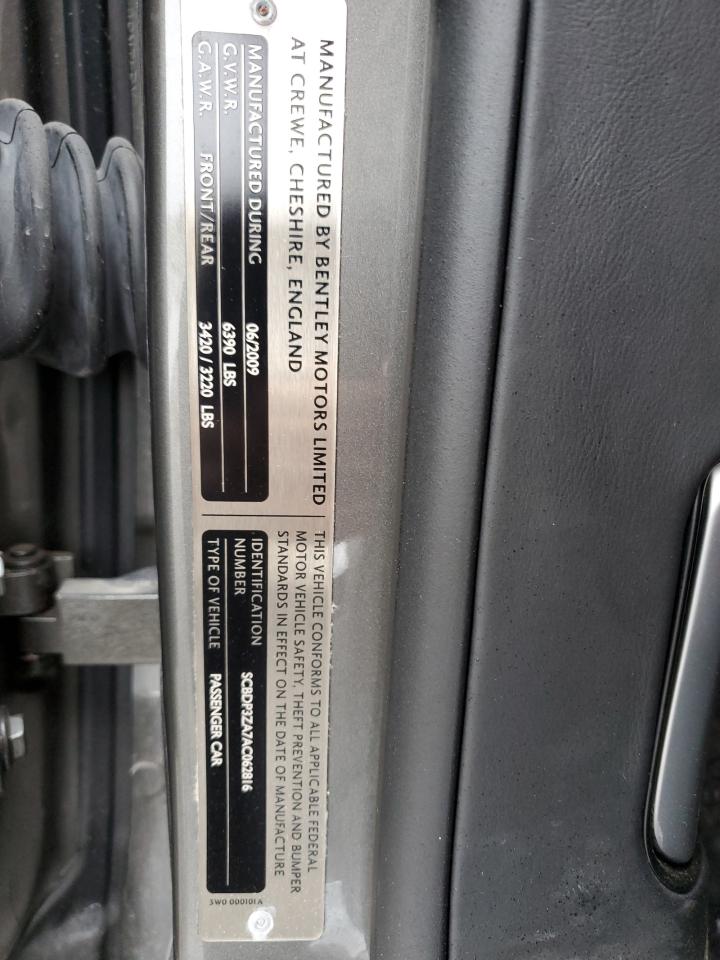 MANUFACTURED BY BENTLEY MOTORS LIMITED
AT CREWE, CHESHIRE, ENGLAND
MANUFACTURED DURING 06/2009
G.V.W.R. 6390 LBS
G.A.W.R. FRONT/REAR 3420 / 3220 LBS
THIS VEHICLE CONFORMS TO ALL APPLICABLE FEDERAL
MOTOR VEHICLE SAFETY, THEFT PREVENTION AND BUMPER
STANDARDS IN EFFECT ON THE DATE OF MANUFACTURE
IDENTIFICATION
NUMBER SCBDP3ZA7AC062816
TYPE OF VEHICLE PASSENGER CAR
3W0 000101A